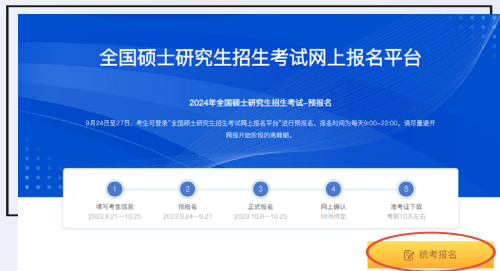 全国硕士研究生招生考试网上报名平台
2024年全国硕士研究生招生考试-预报名
9月24日至27日，考生可登录“全国硕士研究生招生考试网上报名平台”进行预报名。报名时间为每天9:00-22:00，请尽量避开
网报开始阶段的高峰期。
1 2 3 4 5
填写考生信息 预报名 正式报名 网上确认 准考证下载
2023.9.21—10.25 2023.9.24—9.27 2023.10.8—10.25 时间待定 考前10天左右
统考报名